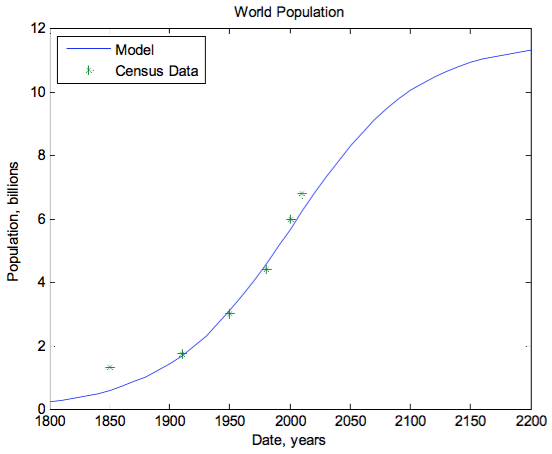 World Population
12
Model
Census Data
10
8
6
4
2
0
Population, billions
1800 1850 1900 1950 2000 2050 2100 2150 2200
Date, years